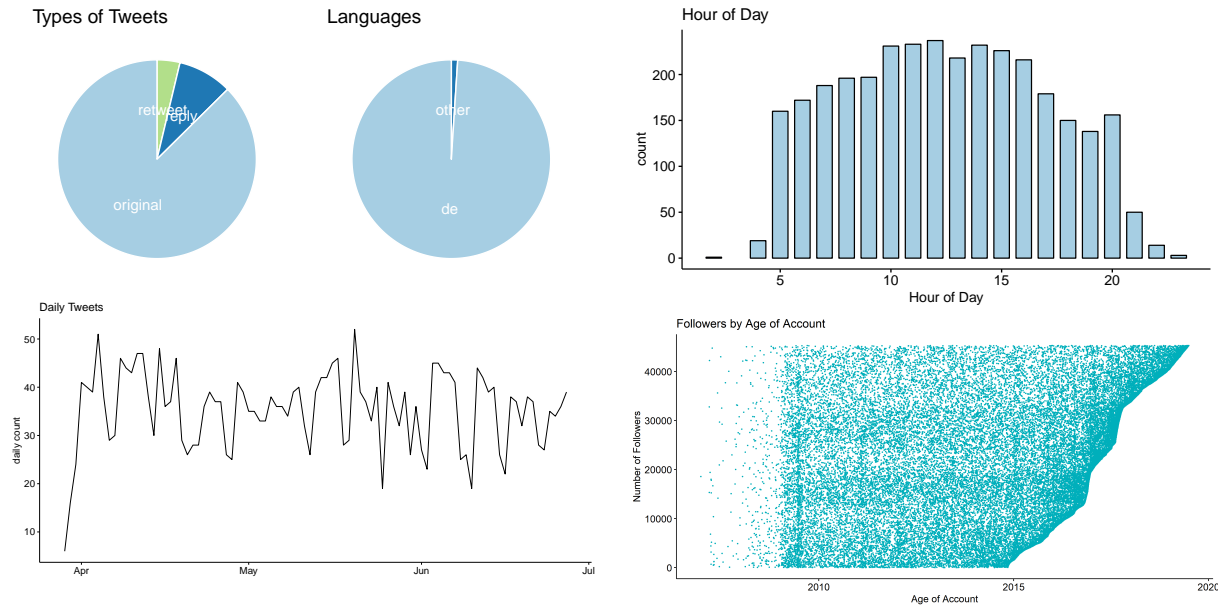 Types of Tweets
retweet
reply
original
Languages
other
de
Hour of Day
count
200
150
100
50
0
5 10 15 20
Hour of Day
Daily Tweets
daily count
50
40
30
20
10
Apr May Jun Jul
Followers by Age of Account
Number of Followers
40000
30000
20000
10000
0
2010 2015 2020
Age of Account